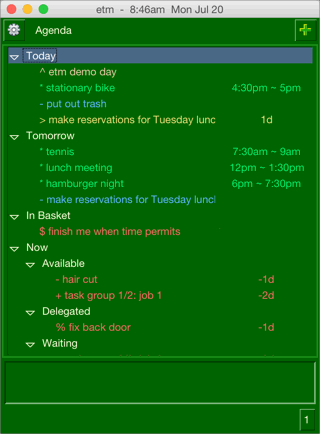 etm - 8:46am Mon Jul 20
Agenda
Today
^ etm demo day
* stationary bike 4:30pm ~ 5pm
- put out trash
> make reservations for Tuesday lunc 1d
Tomorrow
* tennis 7:30am ~ 9am
* lunch meeting 12pm ~ 1:30pm
* hamburger night 6pm ~ 7:30pm
- make reservations for Tuesday lunch
In Basket
$ finish me when time permits
Now
Available
- hair cut -1d
+ task group 1/2: job 1 -2d
Delegated
% fix back door -1d
Waiting
1